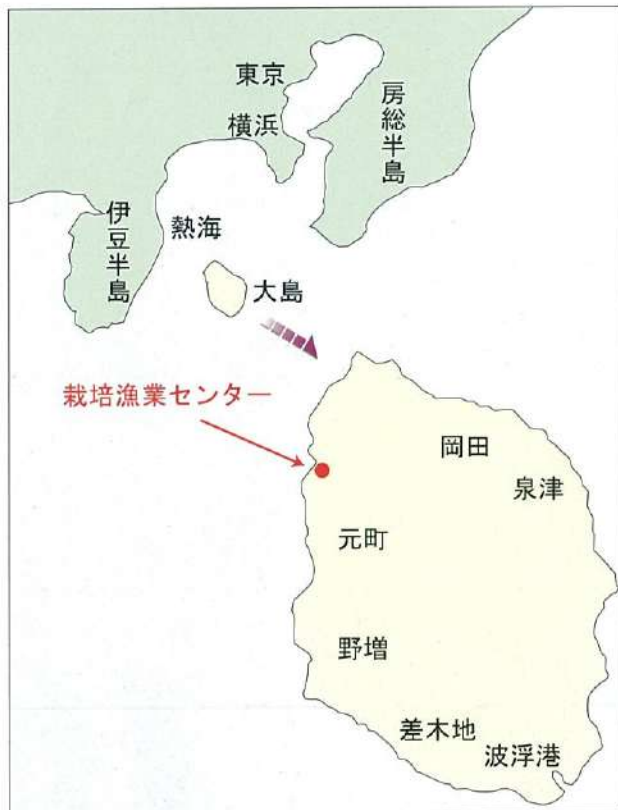 東京
横浜
房総半島
伊豆半島
熱海
大島
栽培漁業センター
岡田
泉津
元町
野増
差木地
波浮港